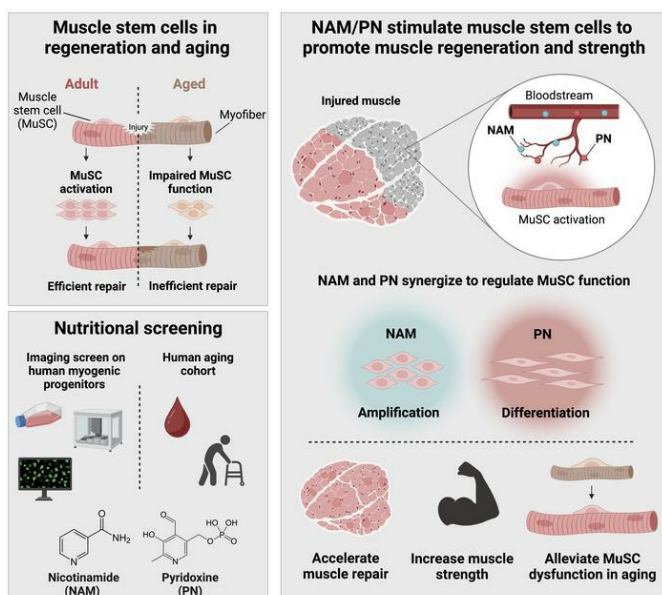 Muscle stem cells in
regeneration and aging
Adult
Aged
Muscle
stem cell
(MuSC)
Injury
Myofiber
MuSC
activation
Impaired MuSC
function
Efficient repair
Inefficient repair
Nutritional screening
Imaging screen on
human myogenic
progenitors
Human aging
cohort
O
NH2
N
O
HO
O
P
HO
OH
O
N
Nicotinamide
(NAM)
Pyridoxine
(PN)
NAM/PN stimulate muscle stem cells to
promote muscle regeneration and strength
Injured muscle
Bloodstream
NAM
PN
MuSC activation
NAM and PN synergize to regulate MuSC function
NAM
Amplification
PN
Differentiation
Accelerate
muscle repair
Increase muscle
strength
Alleviate MuSC
dysfunction in aging